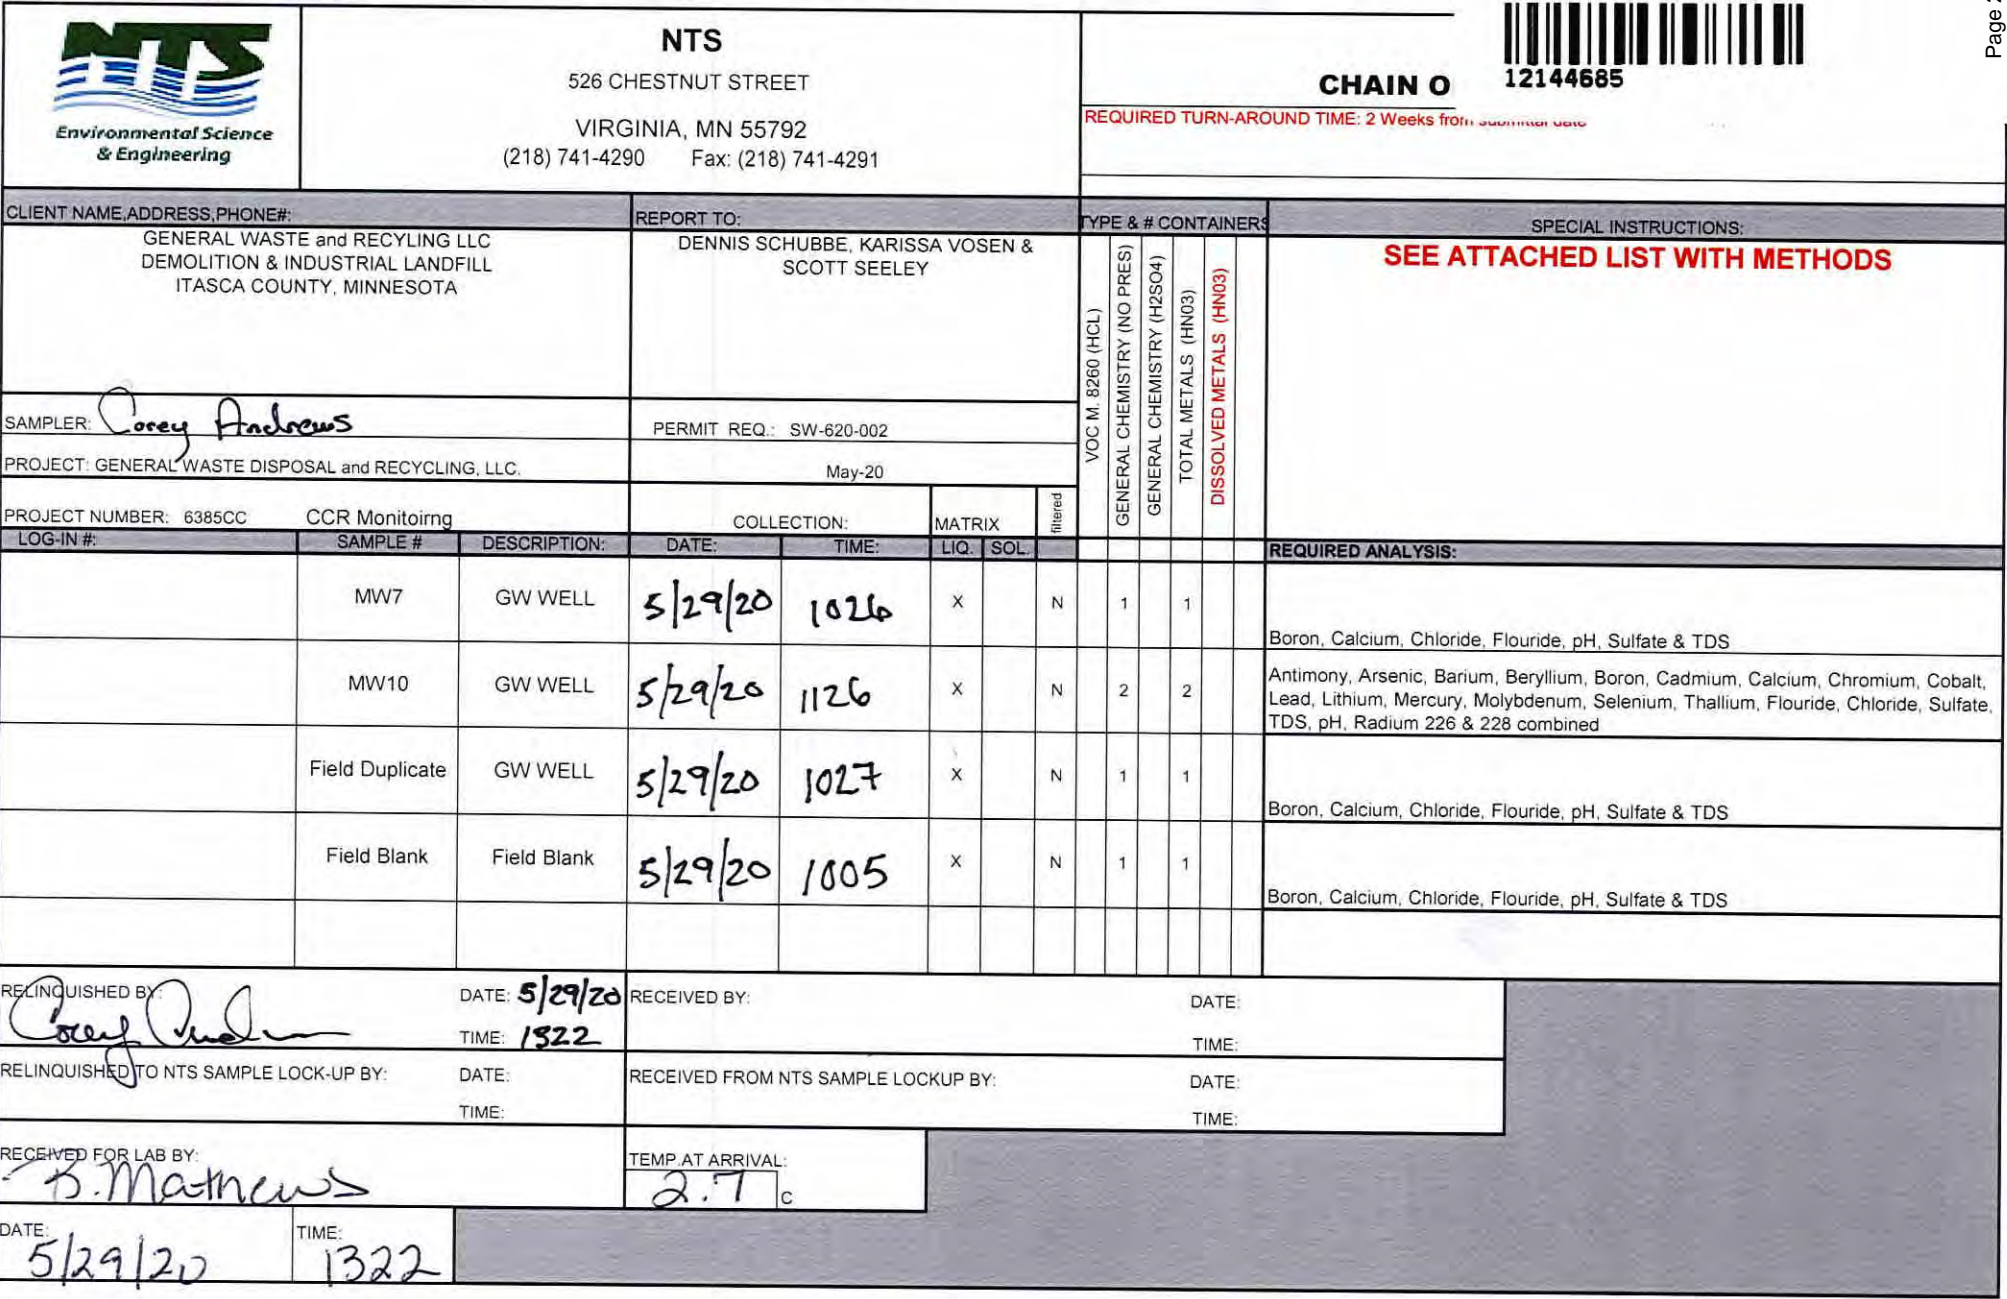 NTS
Environmental Science
& Engineering
NTS
526 CHESTNUT STREET
VIRGINIA, MN 55792
(218) 741-4290 Fax: (218) 741-4291
CHAIN O
12144685
Page 2
REQUIRED TURN-AROUND TIME: 2 Weeks from submittal date
CLIENT NAME,ADDRESS,PHONE#:
GENERAL WASTE and RECYLING LLC
DEMOLITION & INDUSTRIAL LANDFILL
ITASCA COUNTY, MINNESOTA
REPORT TO:
DENNIS SCHUBBE, KARISSA VOSEN &
SCOTT SEELEY
TYPE & # CONTAINERS
VOC M. 8260 (HCL)
GENERAL CHEMISTRY (NO PRES)
GENERAL CHEMISTRY (H2SO4)
TOTAL METALS (HN03)
DISSOLVED METALS (HN03)
SPECIAL INSTRUCTIONS:
SEE ATTACHED LIST WITH METHODS
SAMPLER: Corey Andrews
PERMIT REQ.: SW-620-002
PROJECT: GENERAL WASTE DISPOSAL and RECYCLING, LLC.
May-20
PROJECT NUMBER: 6385CC CCR Monitoirng
COLLECTION: MATRIX filtered
LOG-IN #: SAMPLE # DESCRIPTION: DATE: TIME: LIQ. SOL. REQUIRED ANALYSIS:
MW7 GW WELL 5/29/20 1026 X N 1 1
Boron, Calcium, Chloride, Flouride, pH, Sulfate & TDS
MW10 GW WELL 5/29/20 1126 X N 2 2
Antimony, Arsenic, Barium, Beryllium, Boron, Cadmium, Calcium, Chromium, Cobalt,
Lead, Lithium, Mercury, Molybdenum, Selenium, Thallium, Flouride, Chloride, Sulfate,
TDS, pH, Radium 226 & 228 combined
Field Duplicate GW WELL 5/29/20 1027 X N 1 1
Boron, Calcium, Chloride, Flouride, pH, Sulfate & TDS
Field Blank Field Blank 5/29/20 1005 X N 1 1
Boron, Calcium, Chloride, Flouride, pH, Sulfate & TDS
RELINQUISHED BY: Corey Andrews
DATE: 5/29/20
TIME: 1322
RECEIVED BY:
DATE:
TIME:
RELINQUISHED TO NTS SAMPLE LOCK-UP BY:
DATE:
TIME:
RECEIVED FROM NTS SAMPLE LOCKUP BY:
DATE:
TIME:
RECEIVED FOR LAB BY:
B. Mathews
TEMP.AT ARRIVAL:
2.7 C
DATE: 5/29/20
TIME: 1322